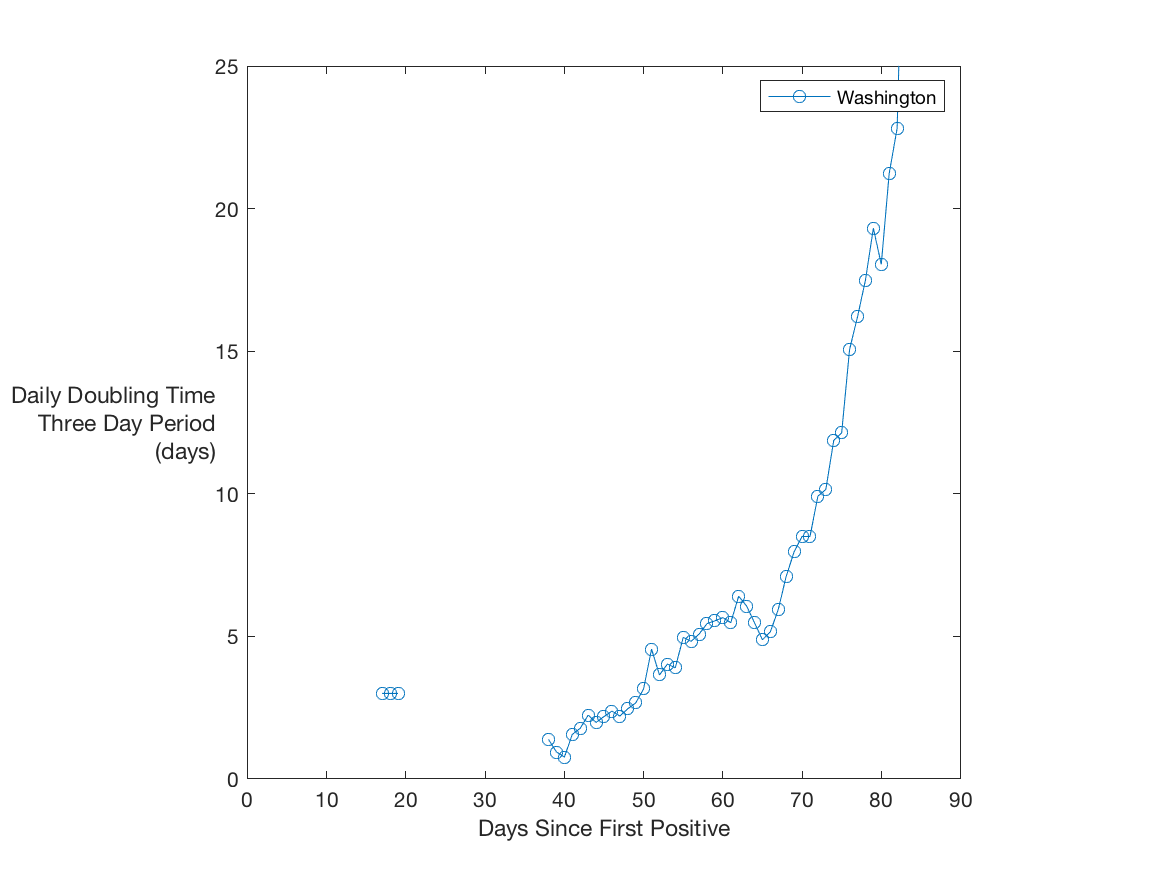 25
Washington
20
15
Daily Doubling Time
Three Day Period
(days)
10
5
0
0 10 20 30 40 50 60 70 80 90
Days Since First Positive